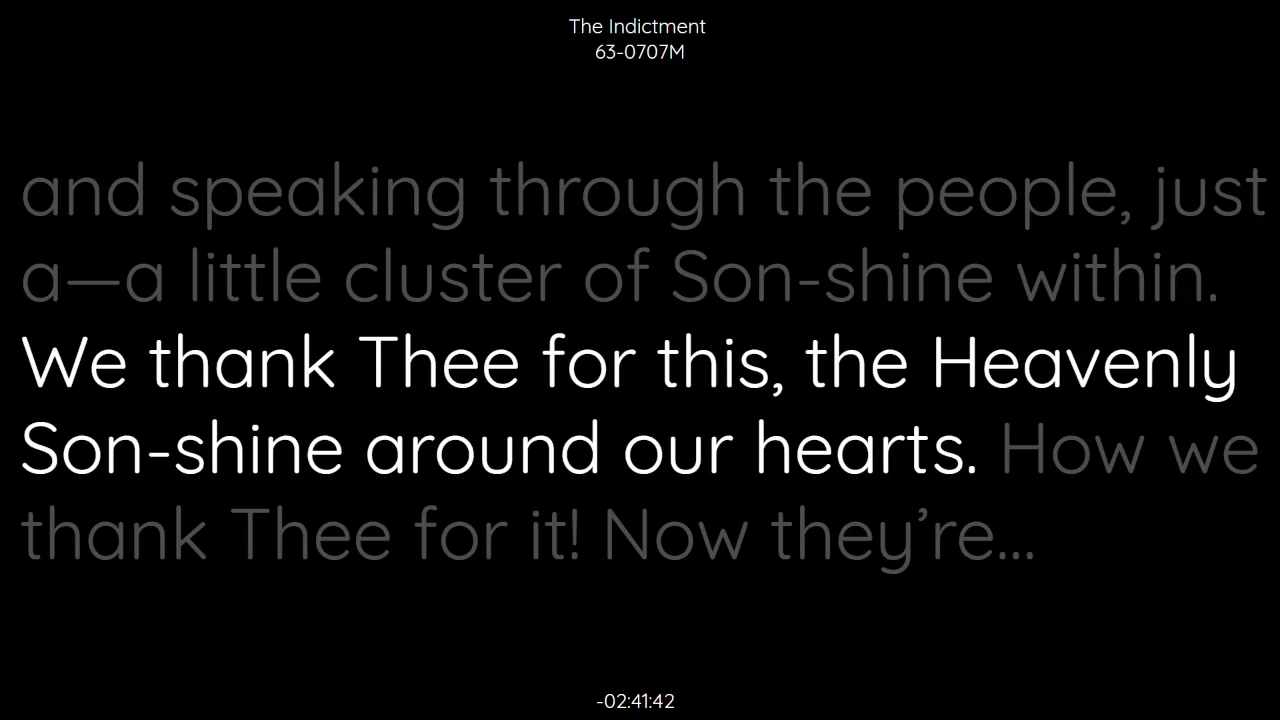 The Indictment
63-0707M
and speaking through the people, just
a—a little cluster of Son-shine within.
We thank Thee for this, the Heavenly
Son-shine around our hearts. How we
thank Thee for it! Now they’re...
-02:41:42